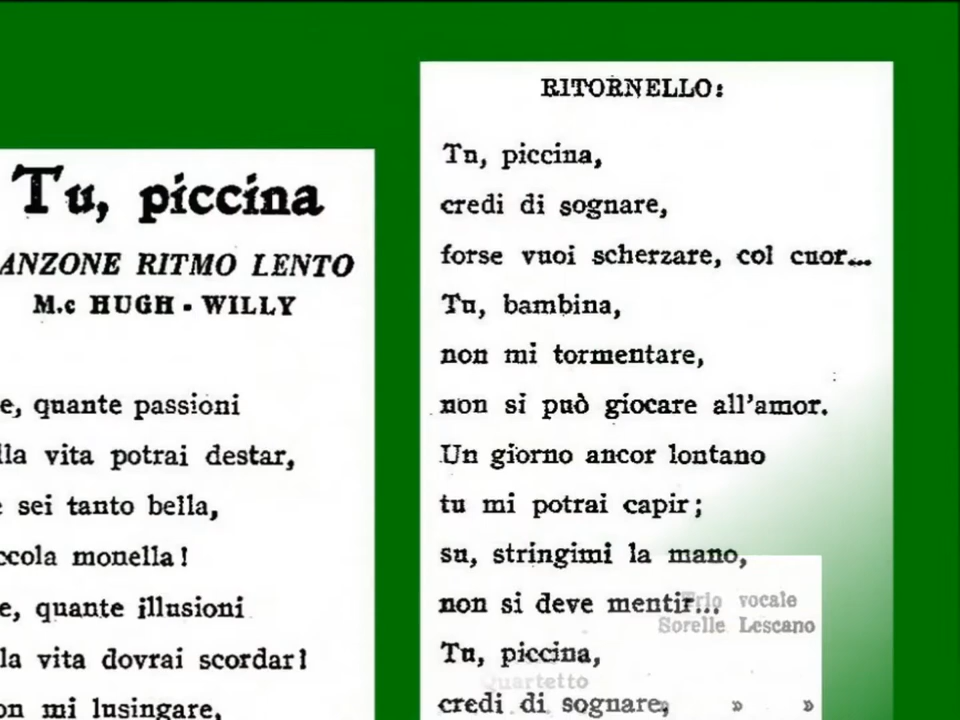 Tu, piccina
ANZONE RITMO LENTO
M.c HUGH - WILLY
e, quante passioni
lla vita potrai destar,
e sei tanto bella,
ccola monella!
e, quante illusioni
la vita dovrai scordar!
on mi lusingare,
RITORNELLO:
Tu, piccina,
credi di sognare,
forse vuoi scherzare, col cuor...
Tu, bambina,
non mi tormentare,
non si può giocare all'amor.
Un giorno ancor lontano
tu mi potrai capir;
su, stringimi la mano,
non si deve mentir...
Tu, piccina,
credi di sognare,
Trio vocale
Sorelle Lescano
Quartetto
» »